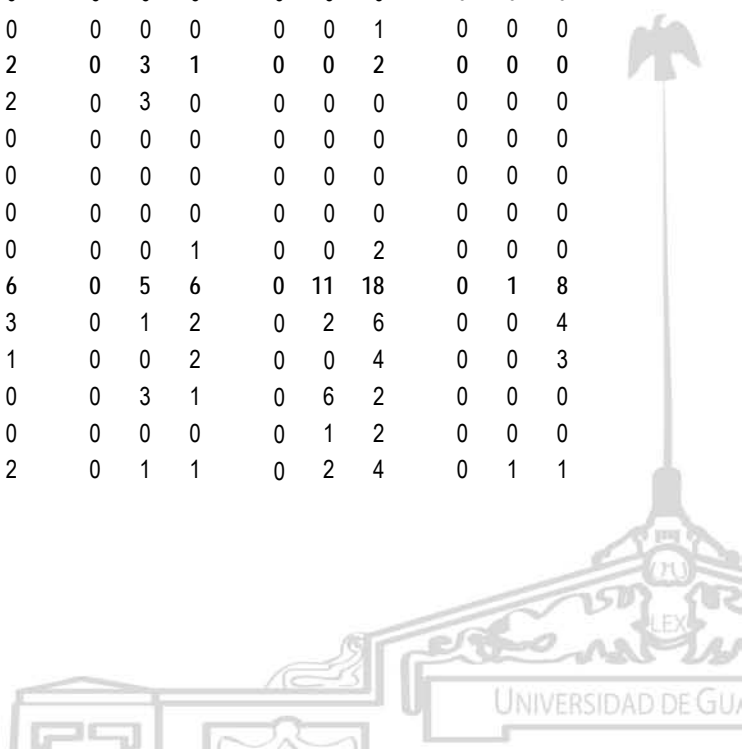 0 0 0 0 0 0 1 0 0 0
2 0 3 1 0 0 2 0 0 0
2 0 3 0 0 0 0 0 0 0
0 0 0 0 0 0 0 0 0 0
0 0 0 0 0 0 0 0 0 0
0 0 0 0 0 0 0 0 0 0
0 0 0 1 0 0 2 0 0 0
6 0 5 6 0 11 18 0 1 8
3 0 1 2 0 2 6 0 0 4
1 0 0 2 0 0 4 0 0 3
0 0 3 1 0 6 2 0 0 0
0 0 0 0 0 1 2 0 0 0
2 0 1 1 0 2 4 0 1 1
LEX
UNIVERSIDAD DE GUA